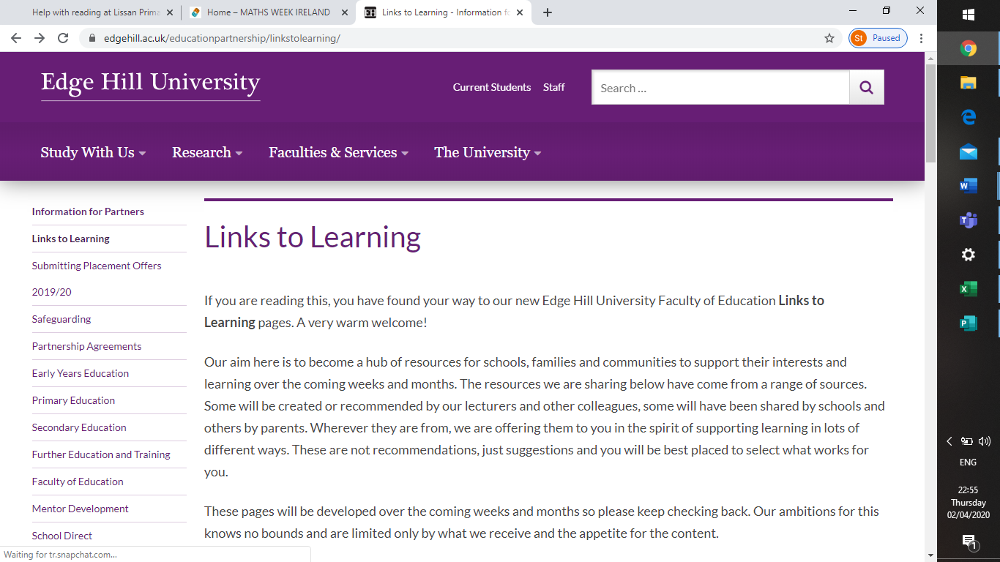 Help with reading at Lissan Prima
Home – MATHS WEEK IRELAND
Links to Learning - Information fo
edgehill.ac.uk/educationpartnership/linkstolearning/
St Paused
Edge Hill University
Current Students Staff
Search ...
Study With Us Research Faculties & Services The University
Information for Partners
Links to Learning
Submitting Placement Offers
2019/20
Safeguarding
Partnership Agreements
Early Years Education
Primary Education
Secondary Education
Further Education and Training
Faculty of Education
Mentor Development
School Direct
Links to Learning
If you are reading this, you have found your way to our new Edge Hill University Faculty of Education Links to
Learning pages. A very warm welcome!
Our aim here is to become a hub of resources for schools, families and communities to support their interests and
learning over the coming weeks and months. The resources we are sharing below have come from a range of sources.
Some will be created or recommended by our lecturers and other colleagues, some will have been shared by schools and
others by parents. Wherever they are from, we are offering them to you in the spirit of supporting learning in lots of
different ways. These are not recommendations, just suggestions and you will be best placed to select what works for
you.
These pages will be developed over the coming weeks and months so please keep checking back. Our ambitions for this
knows no bounds and are limited only by what we receive and the appetite for the content.
Waiting for tr.snapchat.com...
ENG
22:55
Thursday
02/04/2020
1